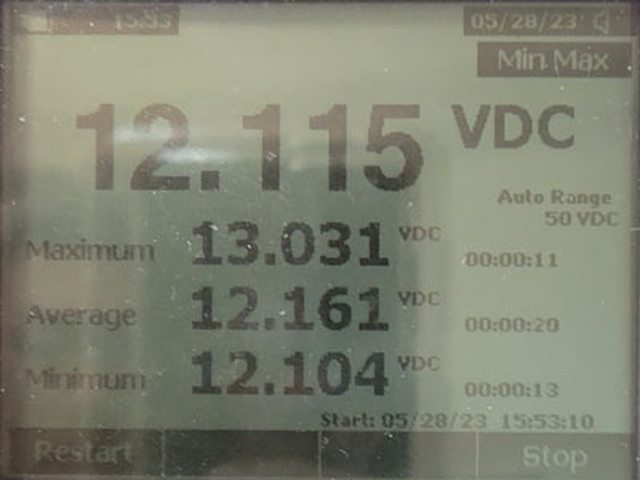 05/28/23
Min Max
12.115 VDC
Auto Range
50 VDC
Maximum 13.031 VDC 00:00:11
Average 12.161 VDC 00:00:20
Minimum 12.104 VDC 00:00:13
Start: 05/28/23 15:53:10
Restart Stop